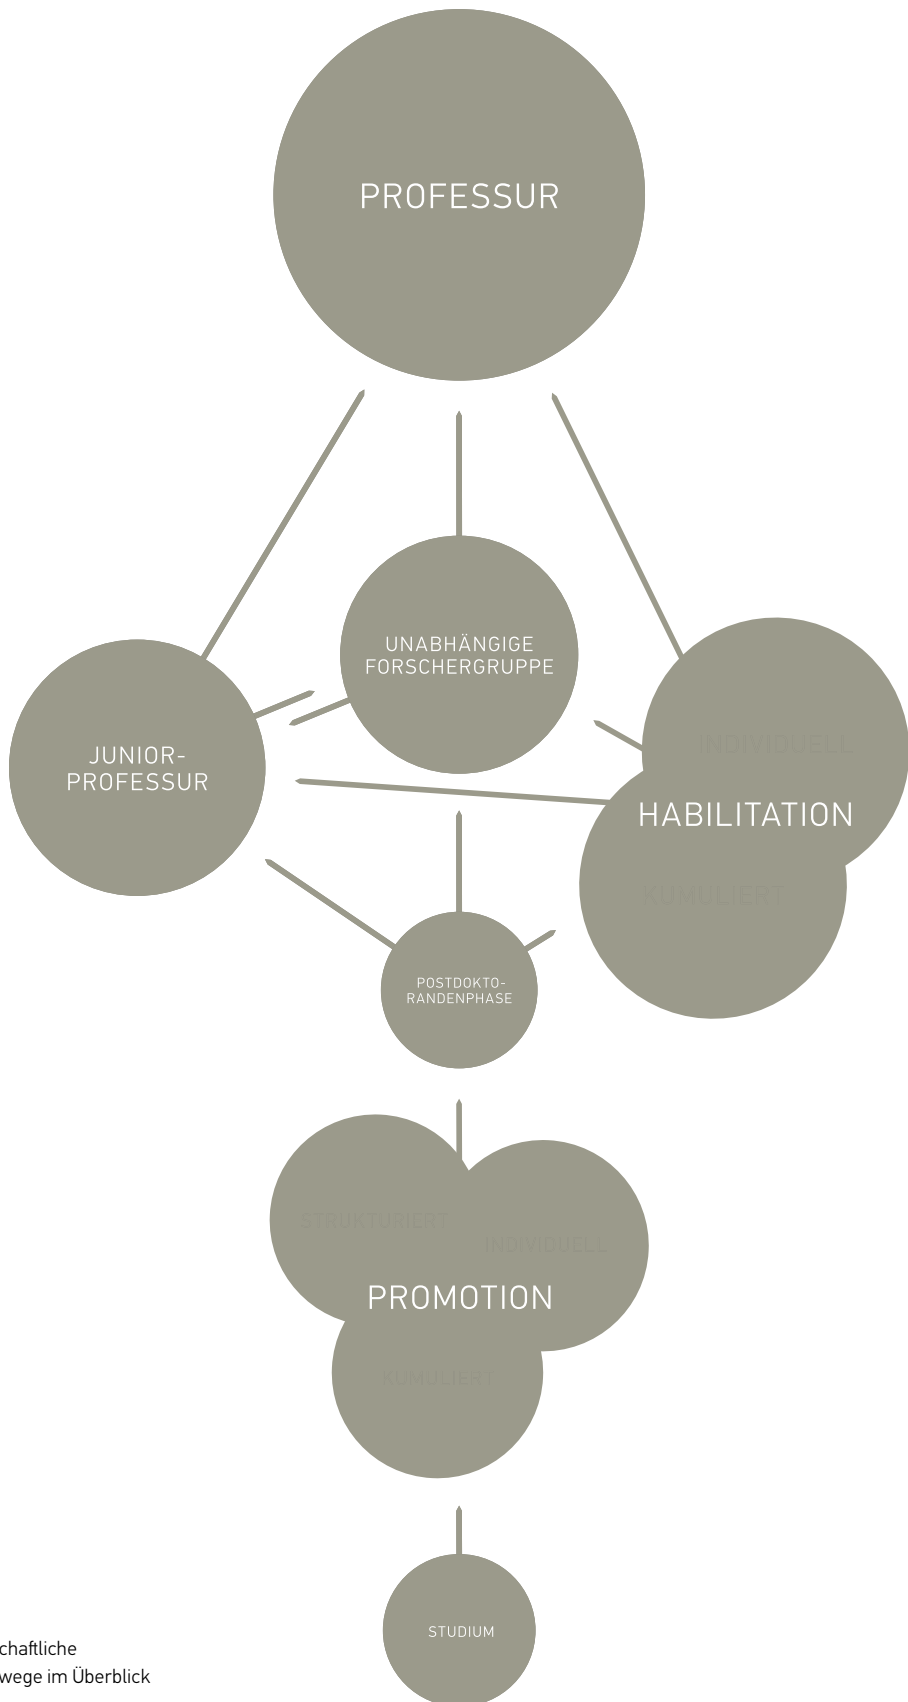 PROFESSUR
UNABHÄNGIGE
FORSCHERGRUPPE
JUNIOR-
PROFESSUR
INDIVIDUELL
HABILITATION
KUMULIERT
POSTDOKTO-
RANDENPHASE
STRUKTURIERT
INDIVIDUELL
PROMOTION
KUMULIERT
STUDIUM
chaftliche
wege im Überblick